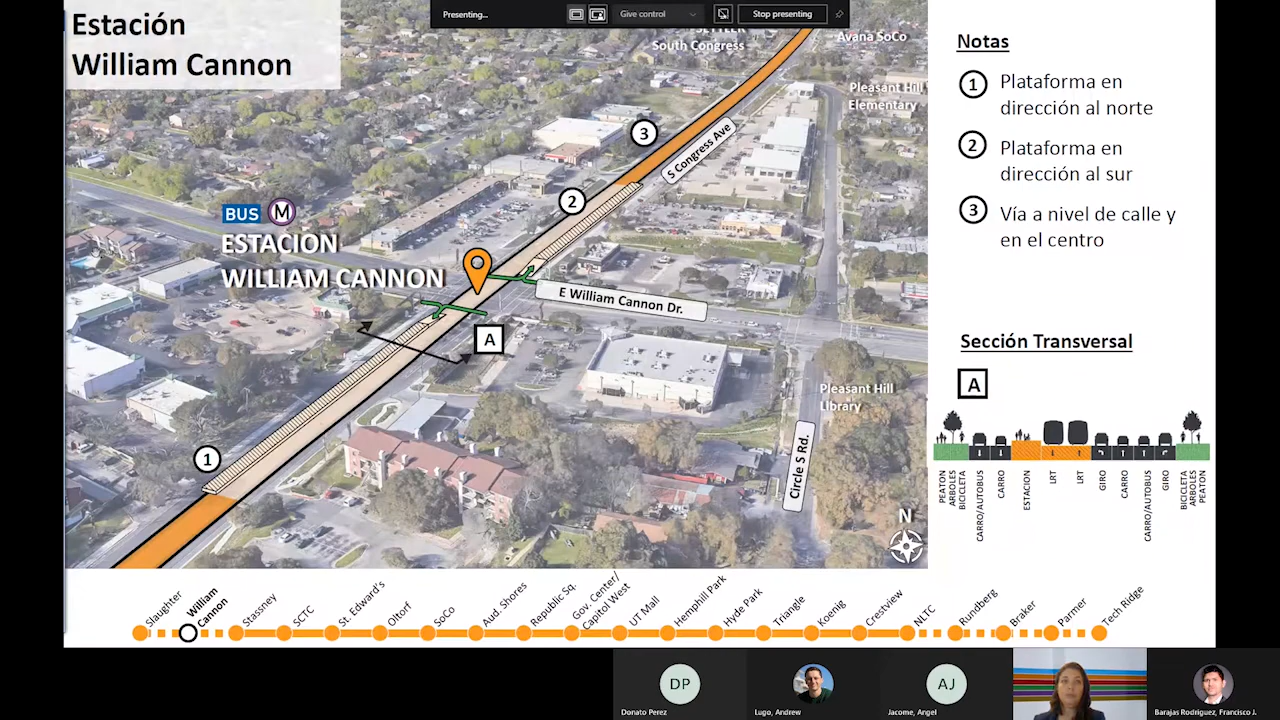 Estación
William Cannon
Presenting...
Give control
Stop presenting
South Congress
Avana SoCo
Pleasant Hill
Elementary
3
S Congress Ave
2
BUS M
ESTACION
WILLIAM CANNON
E William Cannon Dr.
A
Pleasant Hill
Library
Circle S Rd.
1
N
Notas
1 Plataforma en
dirección al norte
2 Plataforma en
dirección al sur
3 Vía a nivel de calle y
en el centro
Sección Transversal
A
PEATON
ARBOLES
BICICLETA
CARRO/AUTOBUS
CARRO
ESTACION
LRT
LRT
GIRO
CARRO
CARRO/AUTOBUS
GIRO
BICICLETA
ARBOLES
PEATON
Slaughter
William
Cannon
Stassney
SCTC
St. Edward's
Oltorf
SoCo
Aud. Shores
Republic Sq.
Gov. Center/
Capitol West
UT Mall
Hemphill Park
Hyde Park
Triangle
Koenig
Crestview
NLTC
Rundberg
Braker
Parmer
Tech Ridge
DP
Donato Perez
Lugo, Andrew
AJ
Jacome, Angel
Barajas Rodriguez, Francisco J.